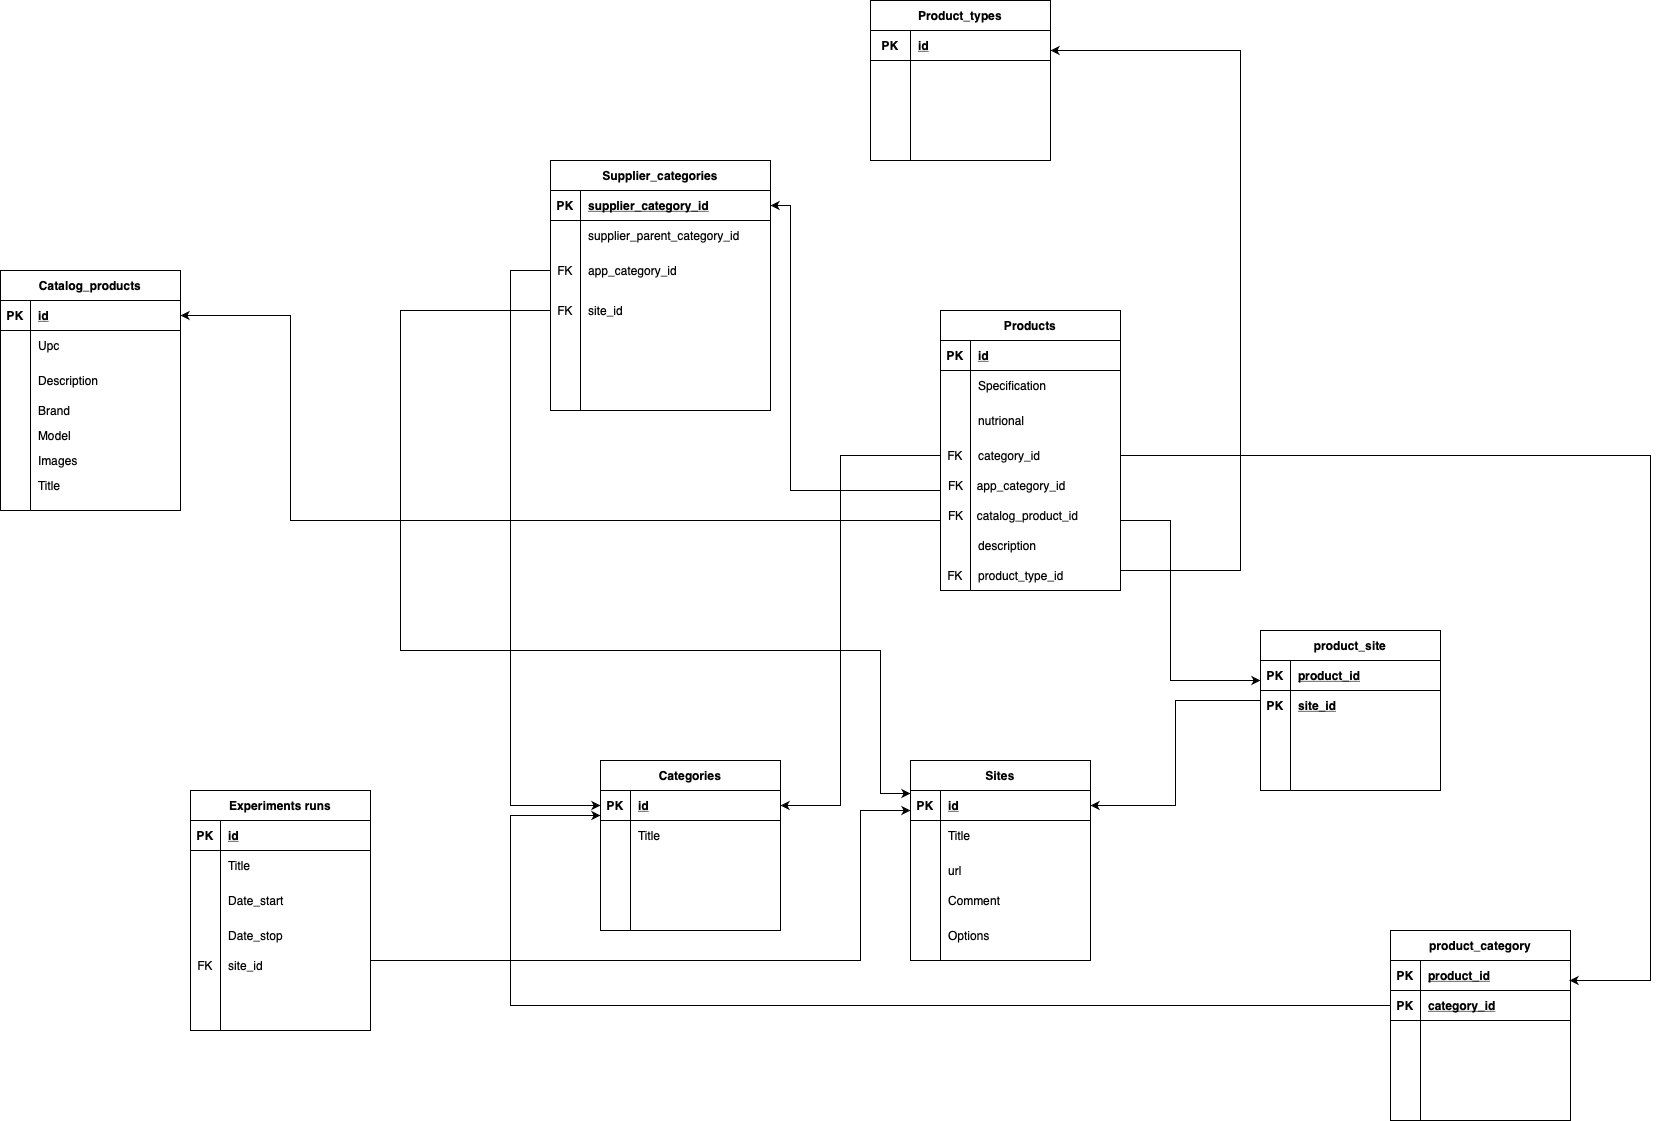 Product_types
PK id
Supplier_categories
PK supplier_category_id
supplier_parent_category_id
FK app_category_id
FK site_id
Catalog_products
PK id
Upc
Description
Brand
Model
Images
Title
Products
PK id
Specification
nutrional
FK category_id
FK app_category_id
FK catalog_product_id
description
FK product_type_id
product_site
PK product_id
PK site_id
Categories
PK id
Title
Sites
PK id
Title
url
Comment
Options
Experiments runs
PK id
Title
Date_start
Date_stop
FK site_id
product_category
PK product_id
PK category_id